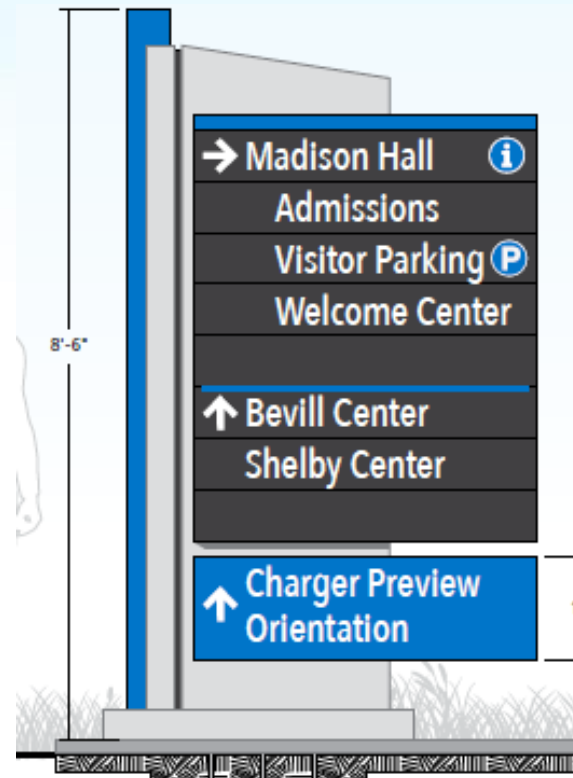 → Madison Hall i
Admissions
Visitor Parking P
Welcome Center
8'-6"
↑ Bevill Center
Shelby Center
↑ Charger Preview
Orientation